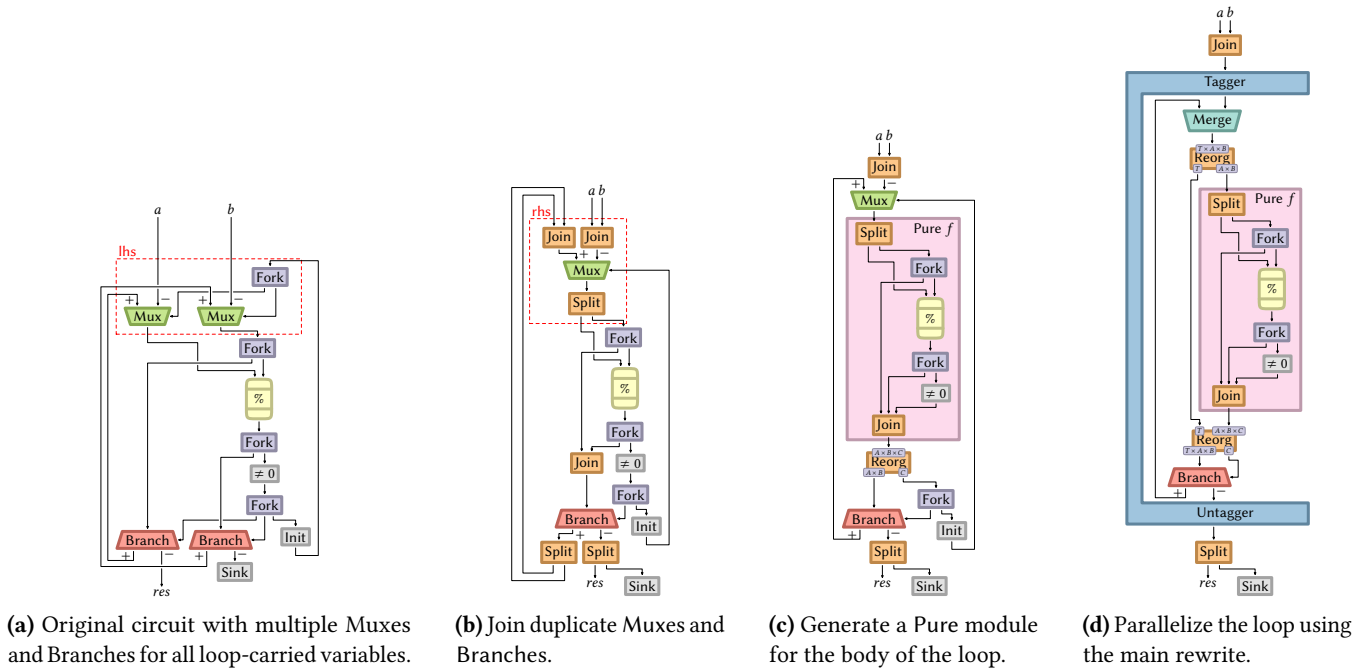 a b
lhs
Fork
+ − + −
Mux Mux
Fork
%
Fork
≠ 0
Fork
Branch Branch Init
+ − + −
Sink
res
(a) Original circuit with multiple Muxes
and Branches for all loop-carried variables.
a b
rhs
Join Join
+ −
Mux
Split
Fork
%
Fork
Join ≠ 0
Fork
Branch Init
+ −
Split Split
res Sink
(b) Join duplicate Muxes and
Branches.
a b
Join
+ −
Mux
Split Pure f
Fork
%
Fork
≠ 0
Join
A × B × C
Reorg
A × B C
Fork
Branch Init
+ −
Split
res Sink
(c) Generate a Pure module
for the body of the loop.
a b
Join
Tagger
Merge
T × A × B
Reorg
T A × B
Split Pure f
Fork
%
Fork
≠ 0
Join
T A × B × C
Reorg
T × A × B C
Branch
+ −
Untagger
Split
res Sink
(d) Parallelize the loop using
the main rewrite.